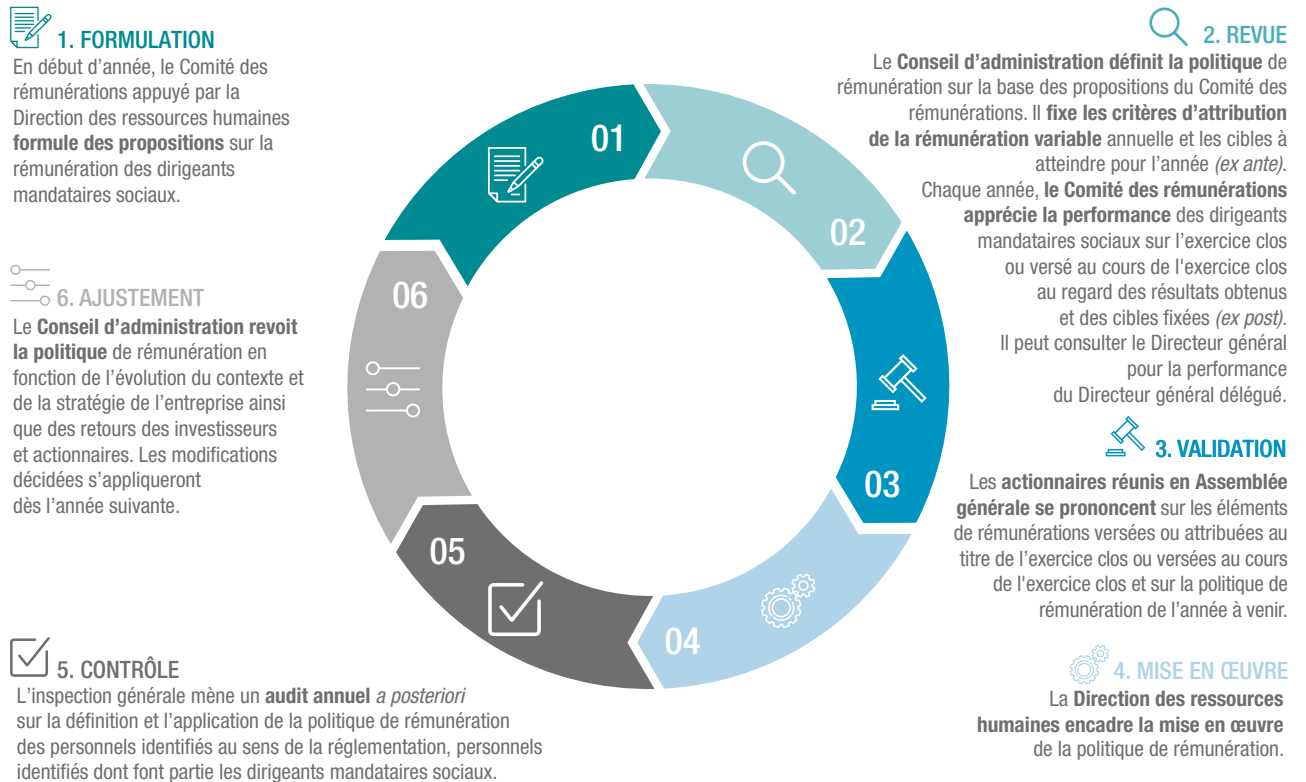 1. FORMULATION
En début d’année, le Comité des
rémunérations appuyé par la
Direction des ressources humaines
formule des propositions sur la
rémunération des dirigeants
mandataires sociaux.
2. REVUE
Le Conseil d’administration définit la politique de
rémunération sur la base des propositions du Comité des
rémunérations. Il fixe les critères d’attribution
de la rémunération variable annuelle et les cibles à
atteindre pour l’année (ex ante).
Chaque année, le Comité des rémunérations
apprécie la performance des dirigeants
mandataires sociaux sur l’exercice clos
ou versé au cours de l'exercice clos
au regard des résultats obtenus
et des cibles fixées (ex post).
Il peut consulter le Directeur général
pour la performance
du Directeur général délégué.
3. VALIDATION
Les actionnaires réunis en Assemblée
générale se prononcent sur les éléments
de rémunérations versées ou attribuées au
titre de l’exercice clos ou versées au cours
de l'exercice clos et sur la politique de
rémunération de l’année à venir.
4. MISE EN ŒUVRE
La Direction des ressources
humaines encadre la mise en œuvre
de la politique de rémunération.
5. CONTRÔLE
L’inspection générale mène un audit annuel a posteriori
sur la définition et l’application de la politique de rémunération
des personnels identifiés au sens de la réglementation, personnels
identifiés dont font partie les dirigeants mandataires sociaux.
6. AJUSTEMENT
Le Conseil d’administration revoit
la politique de rémunération en
fonction de l’évolution du contexte et
de la stratégie de l’entreprise ainsi
que des retours des investisseurs
et actionnaires. Les modifications
décidées s’appliqueront
dès l’année suivante.
01
02
03
04
05
06